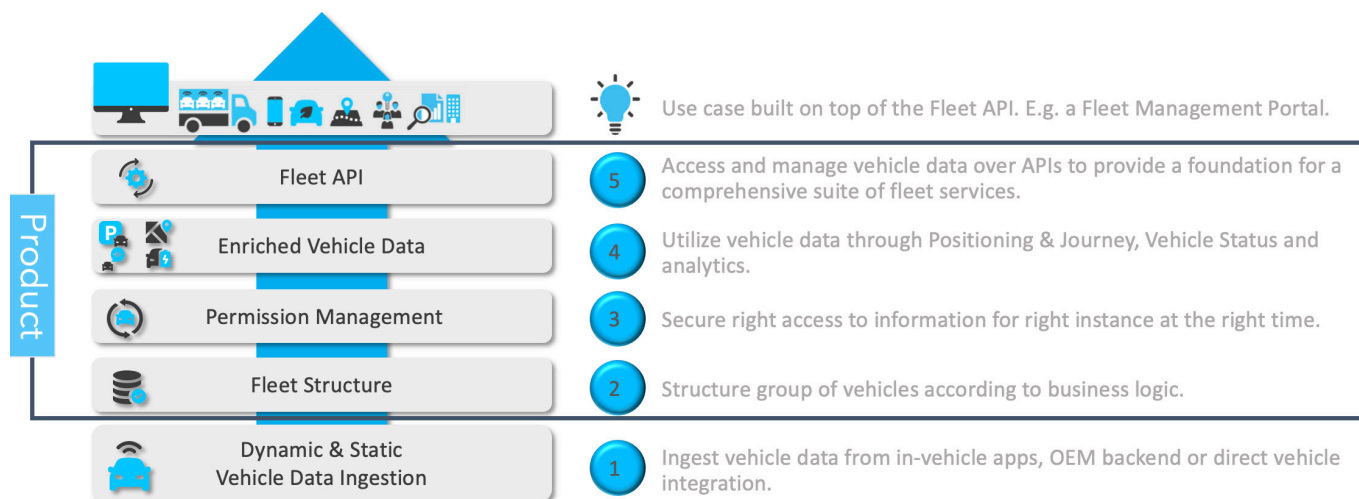 Use case built on top of the Fleet API. E.g. a Fleet Management Portal.
Product
Fleet API
5
Access and manage vehicle data over APIs to provide a foundation for a
comprehensive suite of fleet services.
P
Enriched Vehicle Data
4
Utilize vehicle data through Positioning & Journey, Vehicle Status and
analytics.
Permission Management
3
Secure right access to information for right instance at the right time.
Fleet Structure
2
Structure group of vehicles according to business logic.
Dynamic & Static
Vehicle Data Ingestion
1
Ingest vehicle data from in-vehicle apps, OEM backend or direct vehicle
integration.